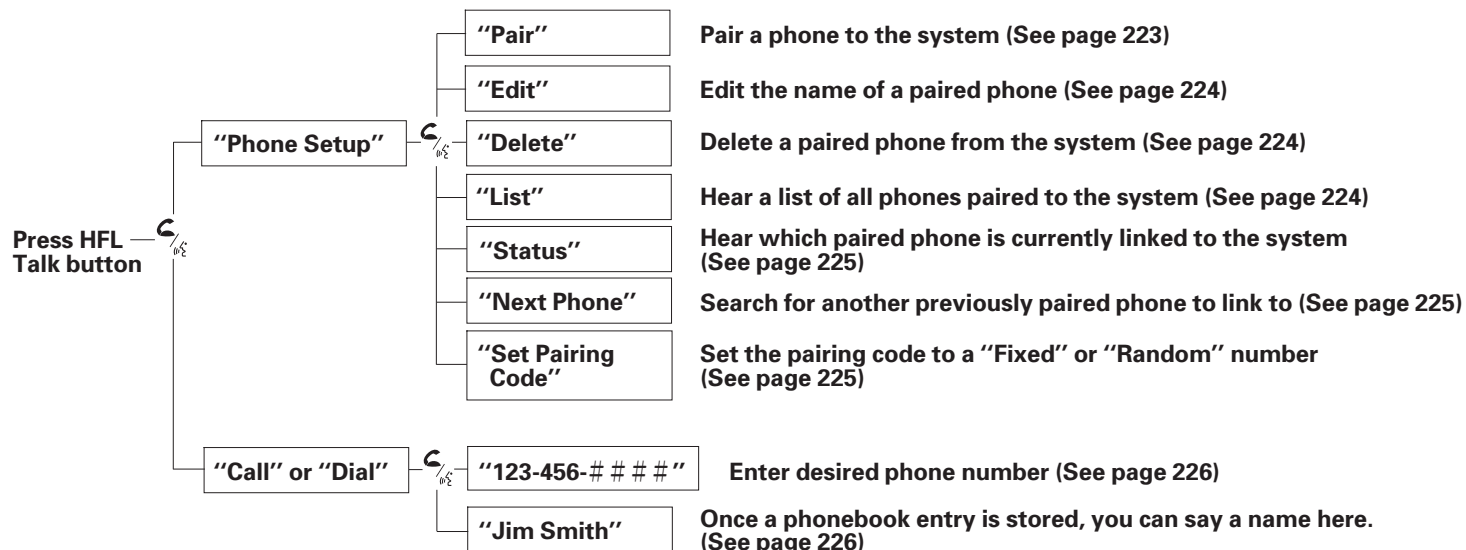 "Pair"
Pair a phone to the system (See page 223)
"Edit"
Edit the name of a paired phone (See page 224)
"Phone Setup"
"Delete"
Delete a paired phone from the system (See page 224)
"List"
Hear a list of all phones paired to the system (See page 224)
Press HFL
Talk button
"Status"
Hear which paired phone is currently linked to the system
(See page 225)
"Next Phone"
Search for another previously paired phone to link to (See page 225)
"Set Pairing
Code"
Set the pairing code to a "Fixed" or "Random" number
(See page 225)
"Call" or "Dial"
"123-456-####"
Enter desired phone number (See page 226)
"Jim Smith"
Once a phonebook entry is stored, you can say a name here.
(See page 226)